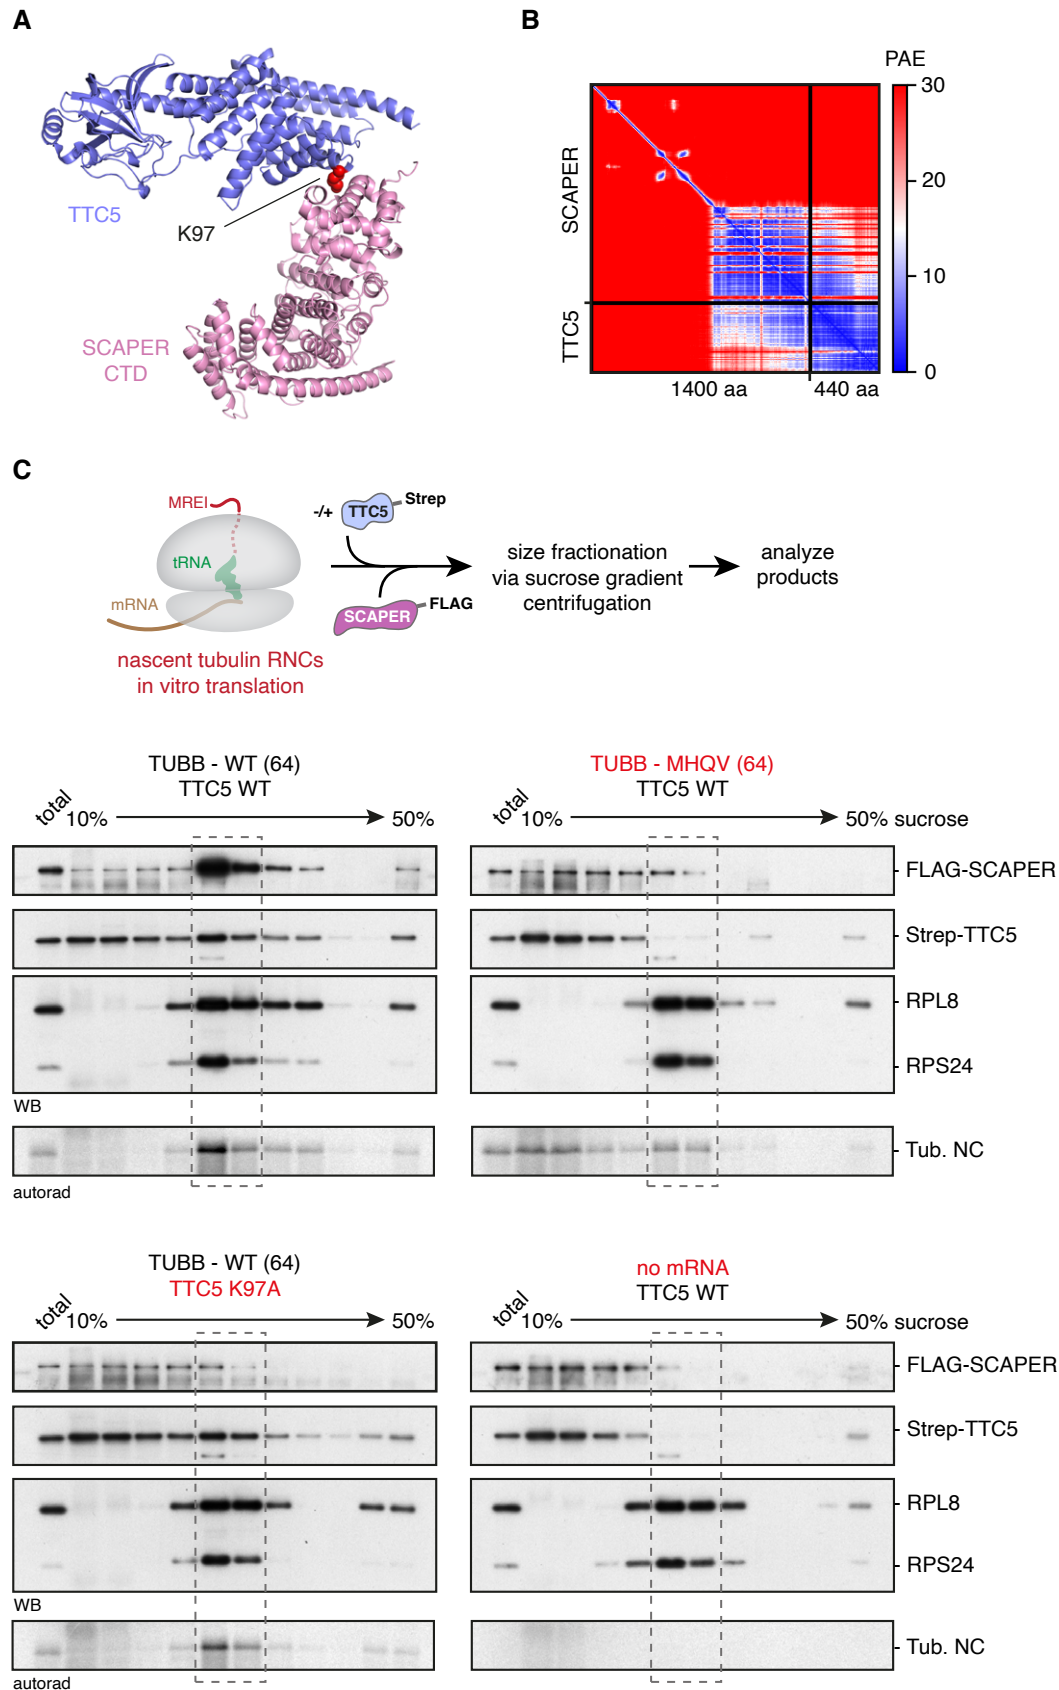 A
TTC5
K97
SCAPER
CTD
B
PAE
30
20
10
0
SCAPER
TTC5
1400 aa
440 aa
C
MREI
tRNA
mRNA
nascent tubulin RNCs
in vitro translation
-/+
TTC5
Strep
SCAPER
FLAG
size fractionation
via sucrose gradient
centrifugation
analyze
products
TUBB - WT (64)
TTC5 WT
total
10%
50%
WB
autorad
TUBB - MHQV (64)
TTC5 WT
total
10%
50% sucrose
FLAG-SCAPER
Strep-TTC5
RPL8
RPS24
Tub. NC
TUBB - WT (64)
TTC5 K97A
total
10%
50%
WB
autorad
no mRNA
TTC5 WT
total
10%
50% sucrose
FLAG-SCAPER
Strep-TTC5
RPL8
RPS24
Tub. NC